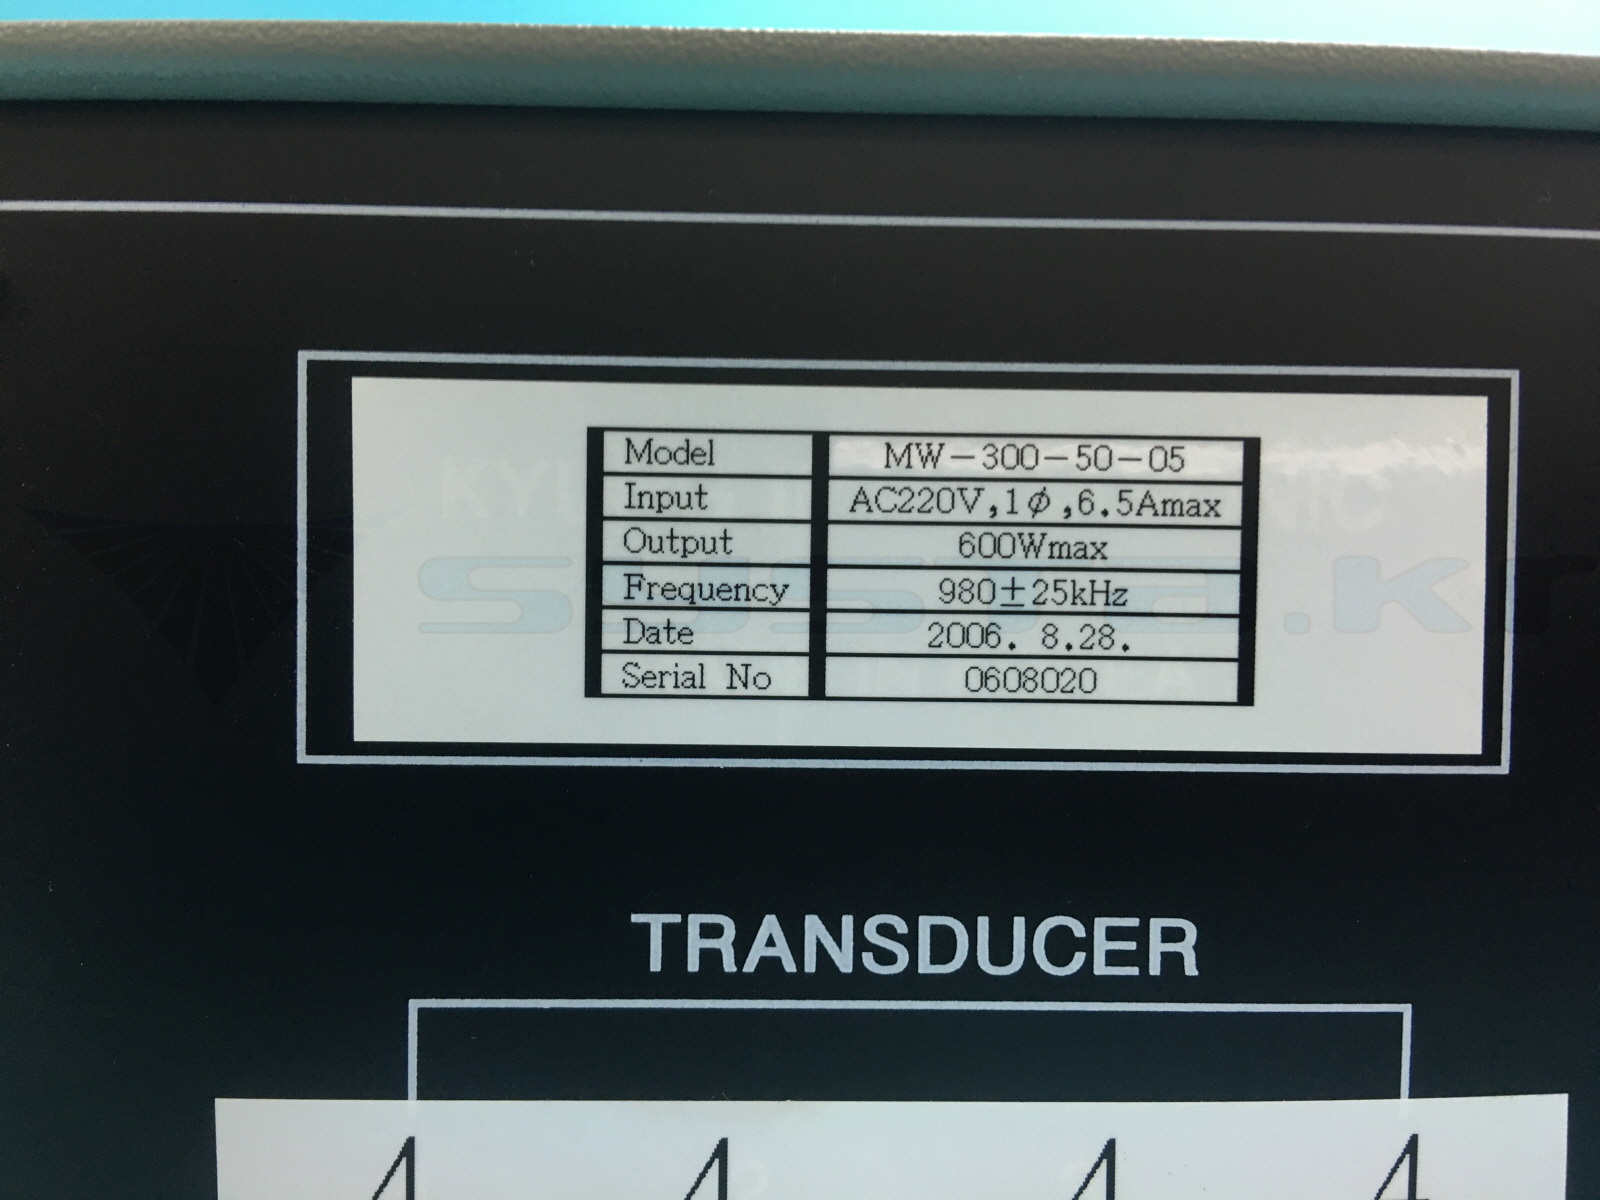 Model MW-300-50-05
Input AC220V,1ϕ,6.5Amax
Output 600Wmax
Frequency 980±25kHz
Date 2006. 8.28.
Serial No 0608020
TRANSDUCER